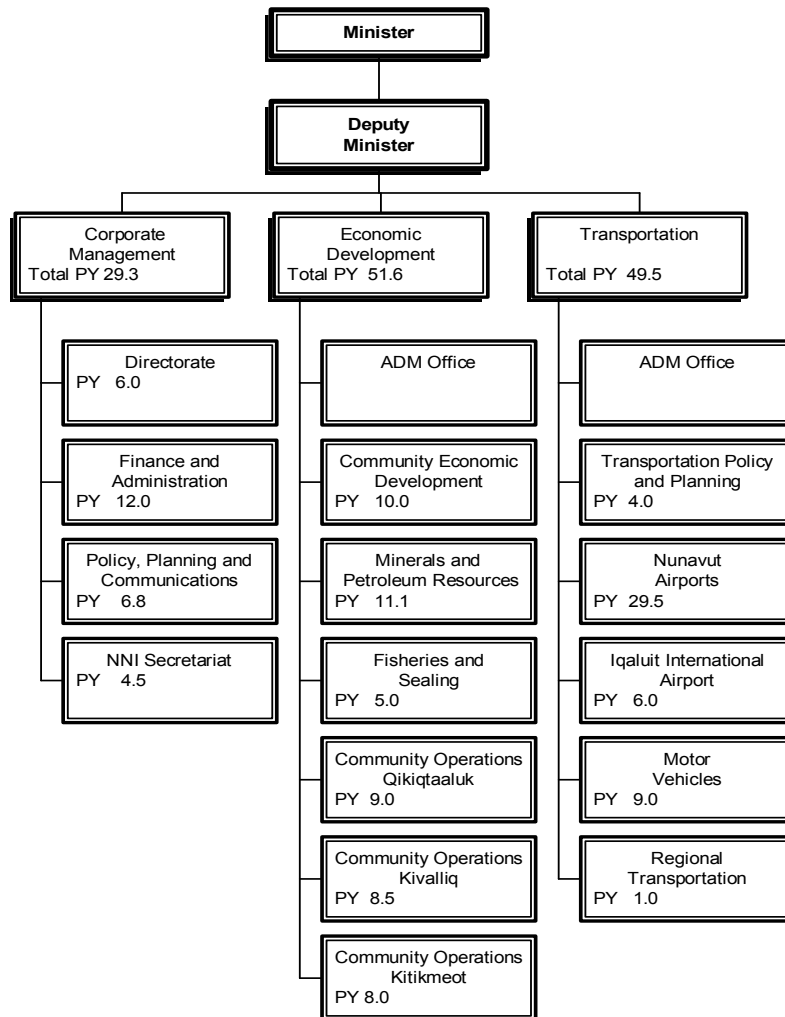 Minister
Deputy
Minister
Corporate
Management
Total PY 29.3
Economic
Development
Total PY 51.6
Transportation
Total PY 49.5
Directorate
PY 6.0
Finance and
Administration
PY 12.0
Policy, Planning and
Communications
PY 6.8
NNI Secretariat
PY 4.5
ADM Office
Community Economic
Development
PY 10.0
Minerals and
Petroleum Resources
PY 11.1
Fisheries and
Sealing
PY 5.0
Community Operations
Qikiqtaaluk
PY 9.0
Community Operations
Kivalliq
PY 8.5
Community Operations
Kitikmeot
PY 8.0
ADM Office
Transportation Policy
and Planning
PY 4.0
Nunavut
Airports
PY 29.5
Iqaluit International
Airport
PY 6.0
Motor
Vehicles
PY 9.0
Regional
Transportation
PY 1.0